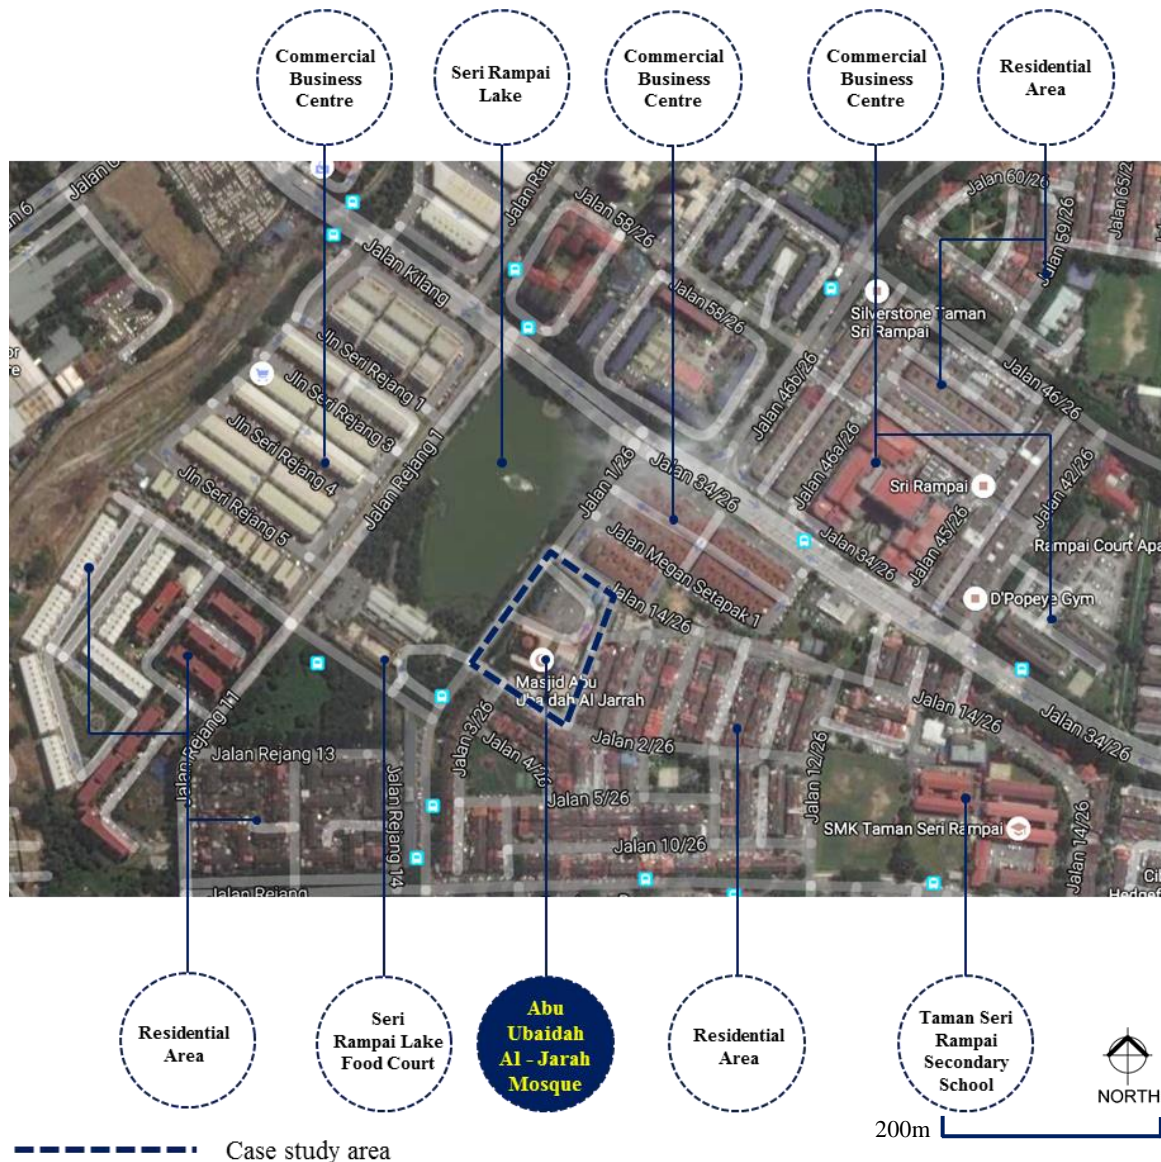 Commercial
Business
Centre
Seri Rampai
Lake
Commercial
Business
Centre
Commercial
Business
Centre
Residential
Area
Jalan 6
Jalan Kilang
Jalan 58/26
Jalan 58/26
Jalan 60/26
Jalan 59/26
Jalan 65/2
Silverstone Taman
Sri Rampai
Jln Seri Rejang 1
Jln Seri Rejang 3
Jln Seri Rejang 4
Jln Seri Rejang 5
Jalan Rejang 1
Jalan 46b/26
Jalan 46a/26
Jalan 46/26
Jalan 42/26
Jalan 45/26
Sri Rampai
Jalan 1/26
Jalan 34/26
Jalan 34/26
Rampai Court Apa
D'Popeye Gym
Jalan Megan Setapak 1
Jalan 14/26
Masjid Abu
Ubaidah Al Jarrah
Jalan 3/26
Jalan 4/26
Jalan 2/26
Jalan 12/26
Jalan 14/26
Jalan 34/26
Jalan Rejang 11
Jalan Rejang 13
Jalan Rejang 14
Jalan 5/26
Jalan 10/26
SMK Taman Seri Rampai
Jalan 14/26
Jalan Rejang
Residential
Area
Seri
Rampai Lake
Food Court
Abu
Ubaidah
Al - Jarah
Mosque
Residential
Area
Taman Seri
Rampai
Secondary
School
NORTH
200m
Case study area